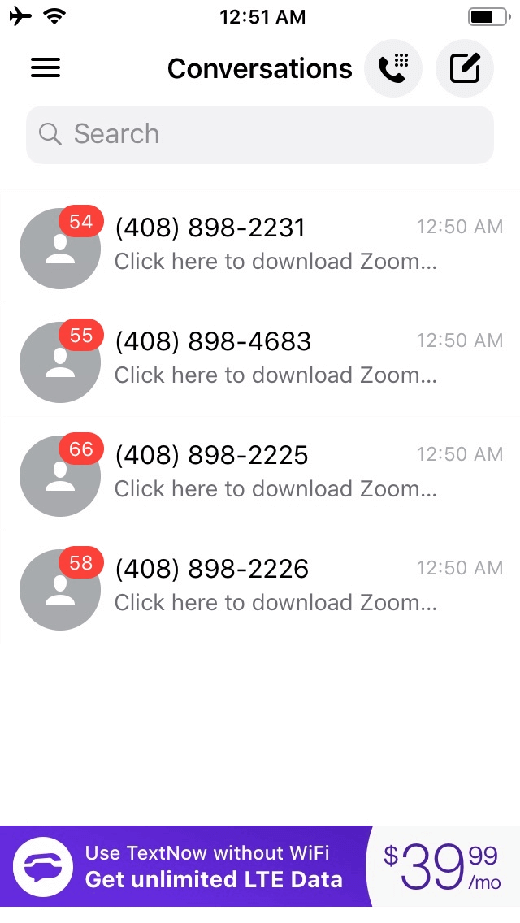 12:51 AM
Conversations
Search
54
(408) 898-2231
12:50 AM
Click here to download Zoom...
55
(408) 898-4683
12:50 AM
Click here to download Zoom...
66
(408) 898-2225
12:50 AM
Click here to download Zoom...
58
(408) 898-2226
12:50 AM
Click here to download Zoom...
Use TextNow without WiFi
Get unlimited LTE Data
$39.99
/mo